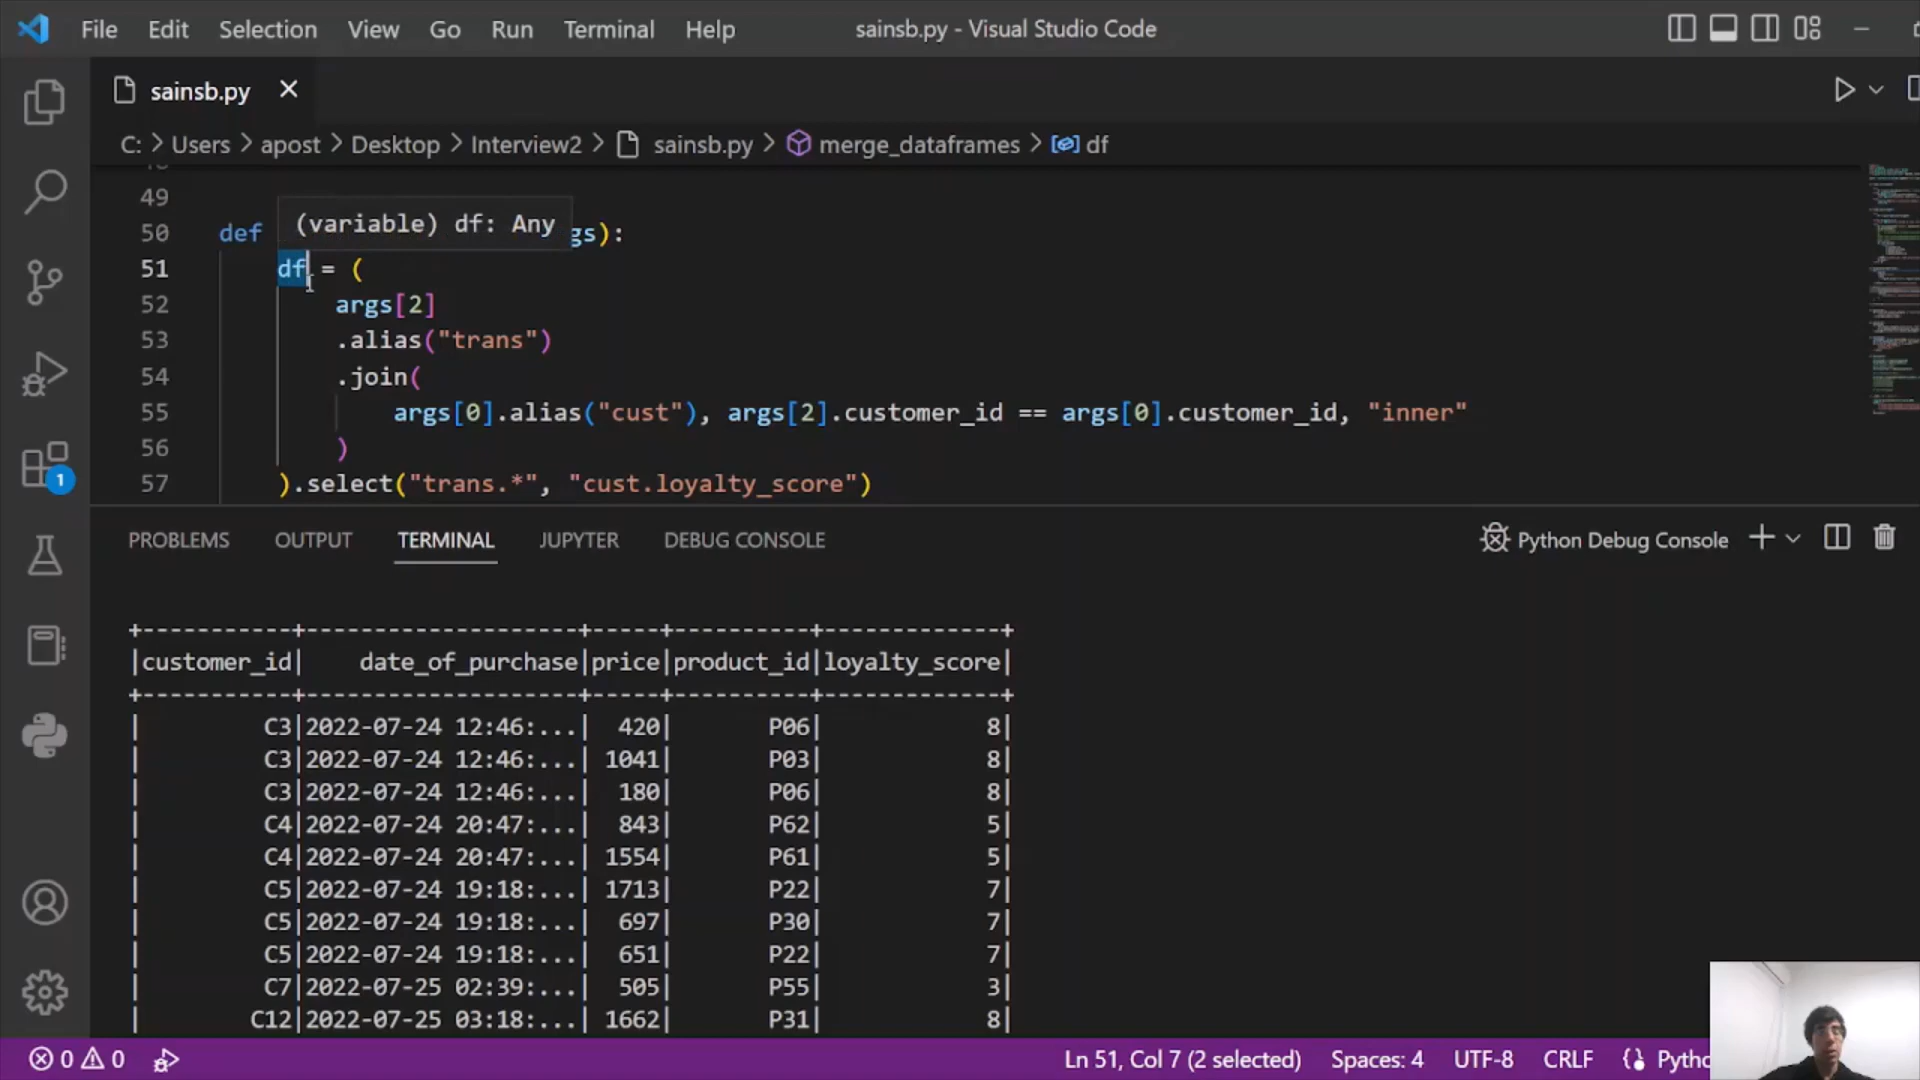 File Edit Selection View Go Run Terminal Help sainsb.py - Visual Studio Code
sainsb.py
C: > Users > apost > Desktop > Interview2 > sainsb.py > merge_dataframes > df
49
(variable) df: Any
50 def gs):
51 df = (
52 args[2]
53 .alias("trans")
54 .join(
55 args[0].alias("cust"), args[2].customer_id == args[0].customer_id, "inner"
56 )
57 ).select("trans.*", "cust.loyalty_score")
1
PROBLEMS OUTPUT TERMINAL JUPYTER DEBUG CONSOLE Python Debug Console
+-----------+-------------------+-----+----------+-------------+
|customer_id| date_of_purchase|price|product_id|loyalty_score|
+-----------+-------------------+-----+----------+-------------+
| C3|2022-07-24 12:46:...| 420| P06| 8|
| C3|2022-07-24 12:46:...| 1041| P03| 8|
| C3|2022-07-24 12:46:...| 180| P06| 8|
| C4|2022-07-24 20:47:...| 843| P62| 5|
| C4|2022-07-24 20:47:...| 1554| P61| 5|
| C5|2022-07-24 19:18:...| 1713| P22| 7|
| C5|2022-07-24 19:18:...| 697| P30| 7|
| C5|2022-07-24 19:18:...| 651| P22| 7|
| C7|2022-07-25 02:39:...| 505| P55| 3|
| C12|2022-07-25 03:18:...| 1662| P31| 8|
0 0 Ln 51, Col 7 (2 selected) Spaces: 4 UTF-8 CRLF Pytho